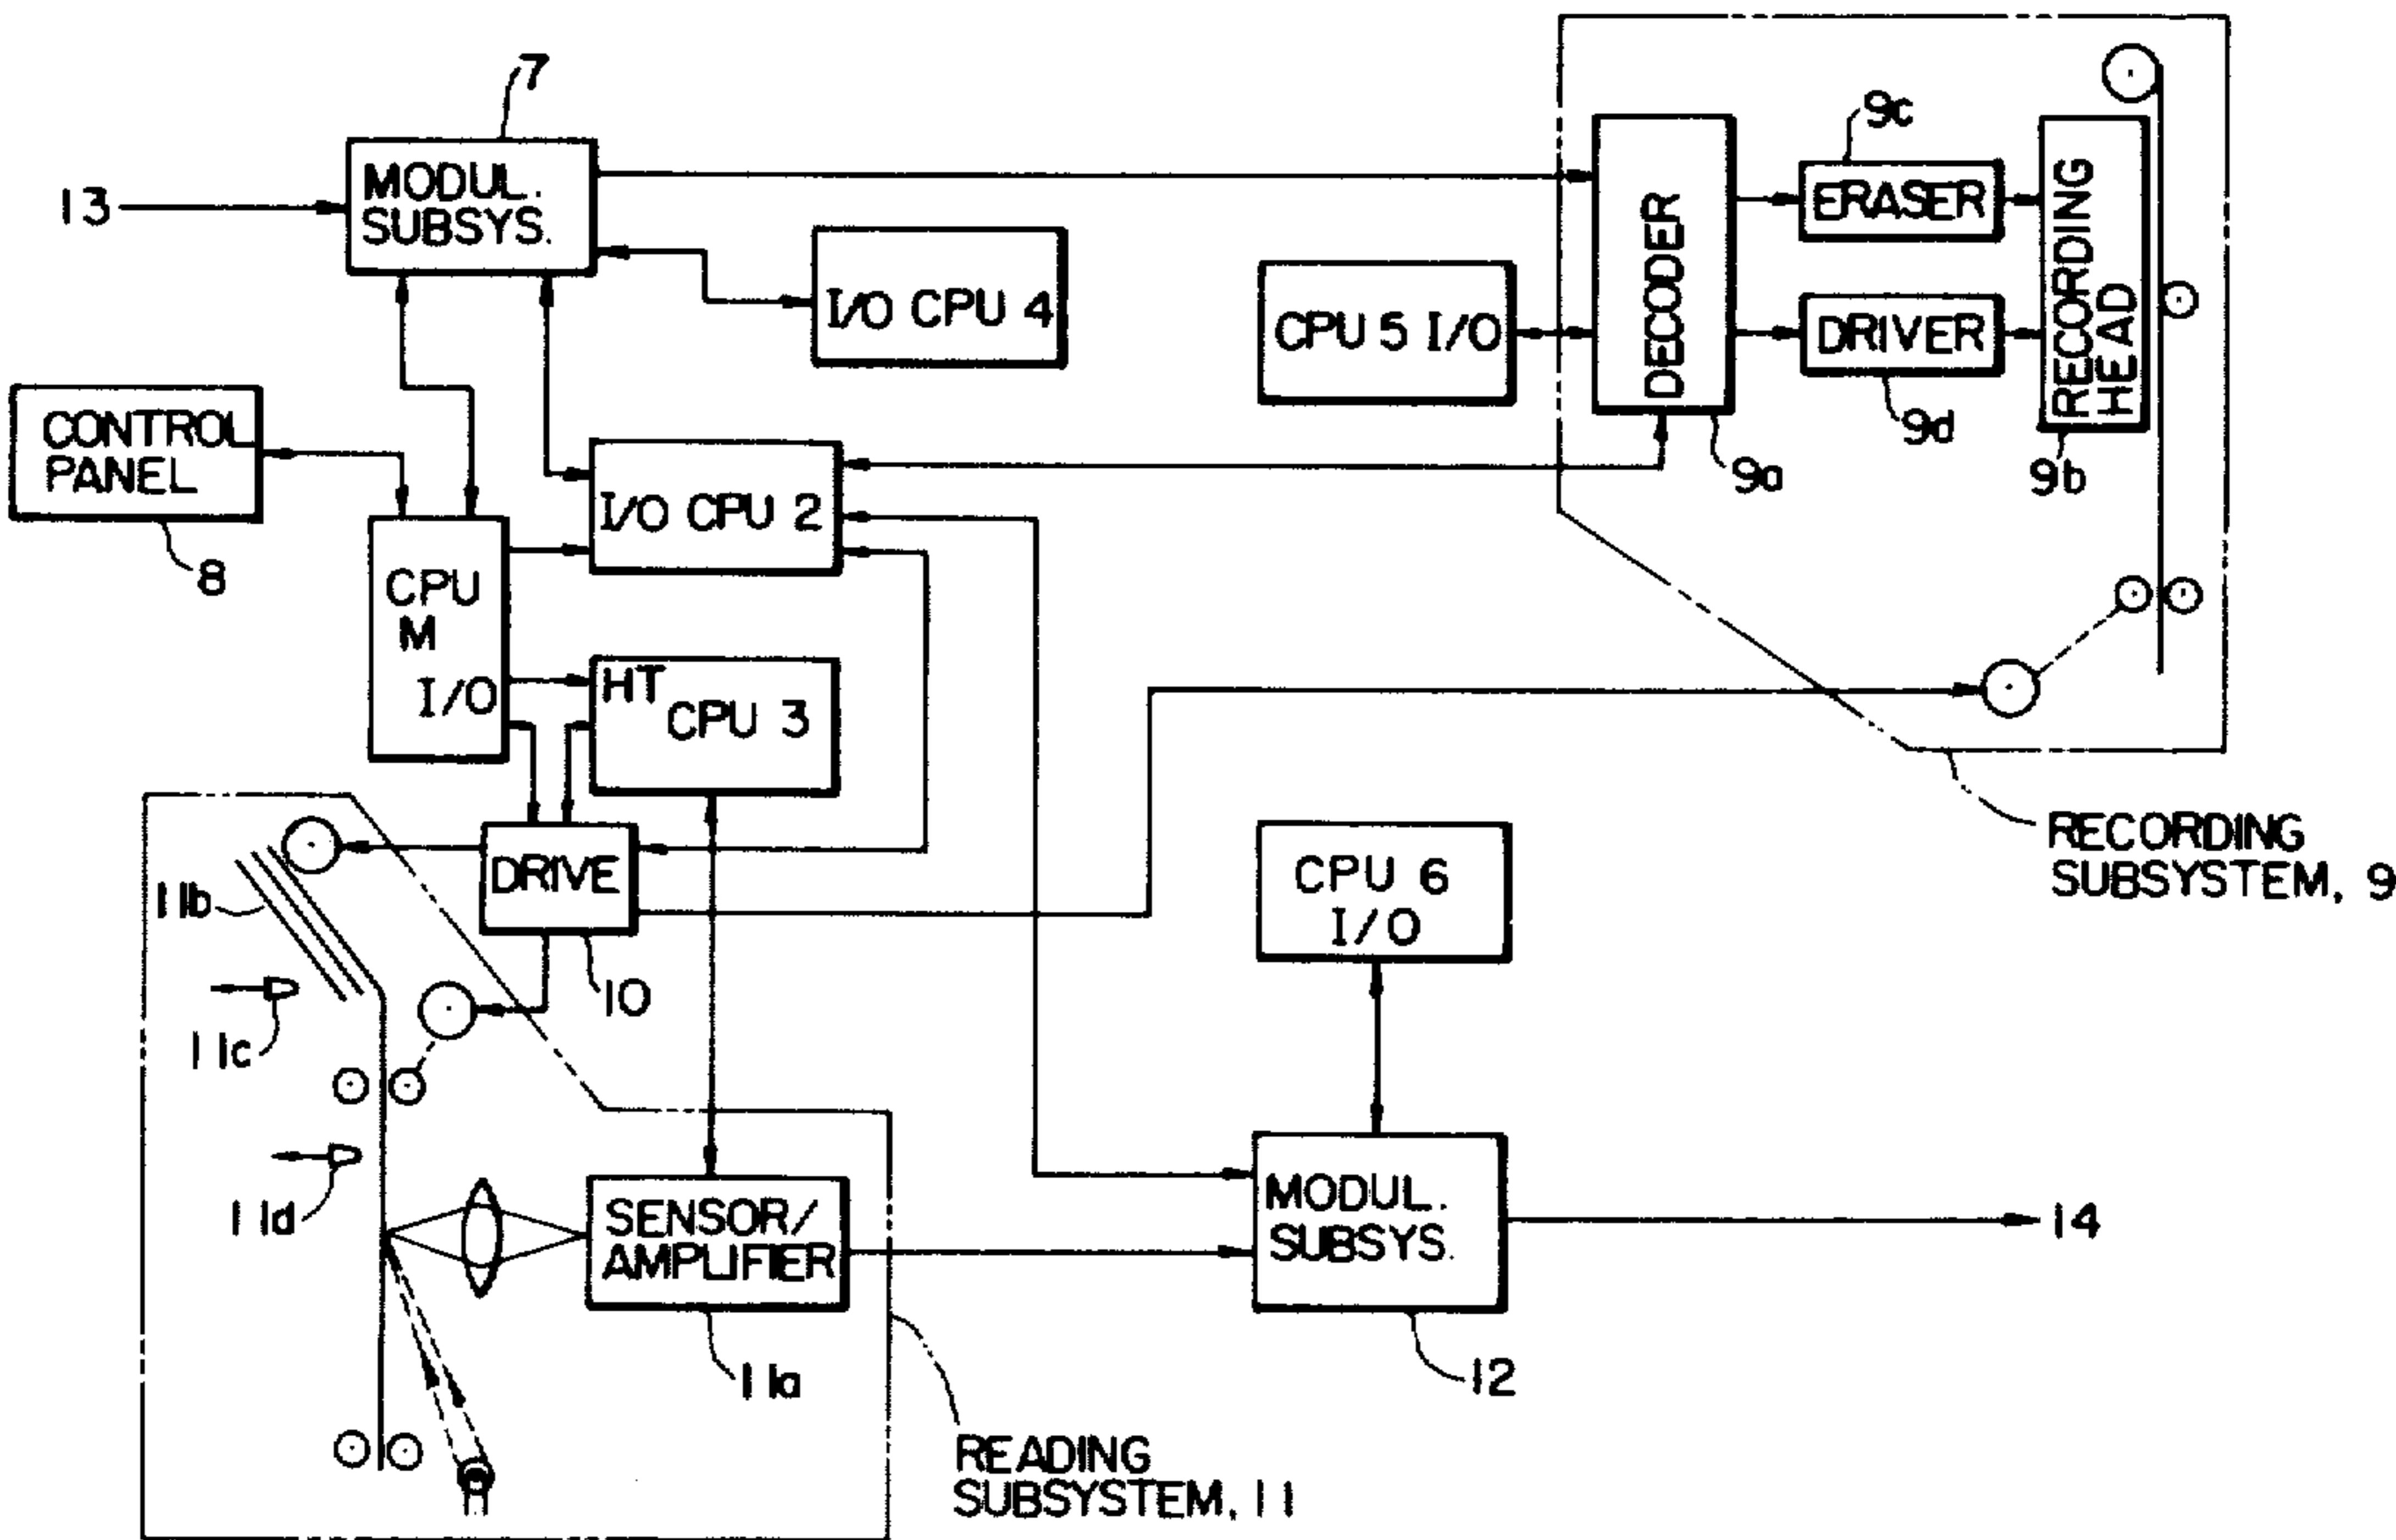 7
MODUL.
SUBSYS.
13
I/O CPU 4
CPU 5 I/O
DECODER
9c
ERASER
DRIVER
9d
RECORDING
HEAD
9a
9b
CONTROL
PANEL
8
I/O CPU 2
CPU
M
I/O
HT
CPU 3
RECORDING
SUBSYSTEM, 9
DRIVE
10
11b
11c
11d
CPU 6
I/O
SENSOR/
AMPLIFIER
11a
MODUL.
SUBSYS.
14
12
READING
SUBSYSTEM, 11